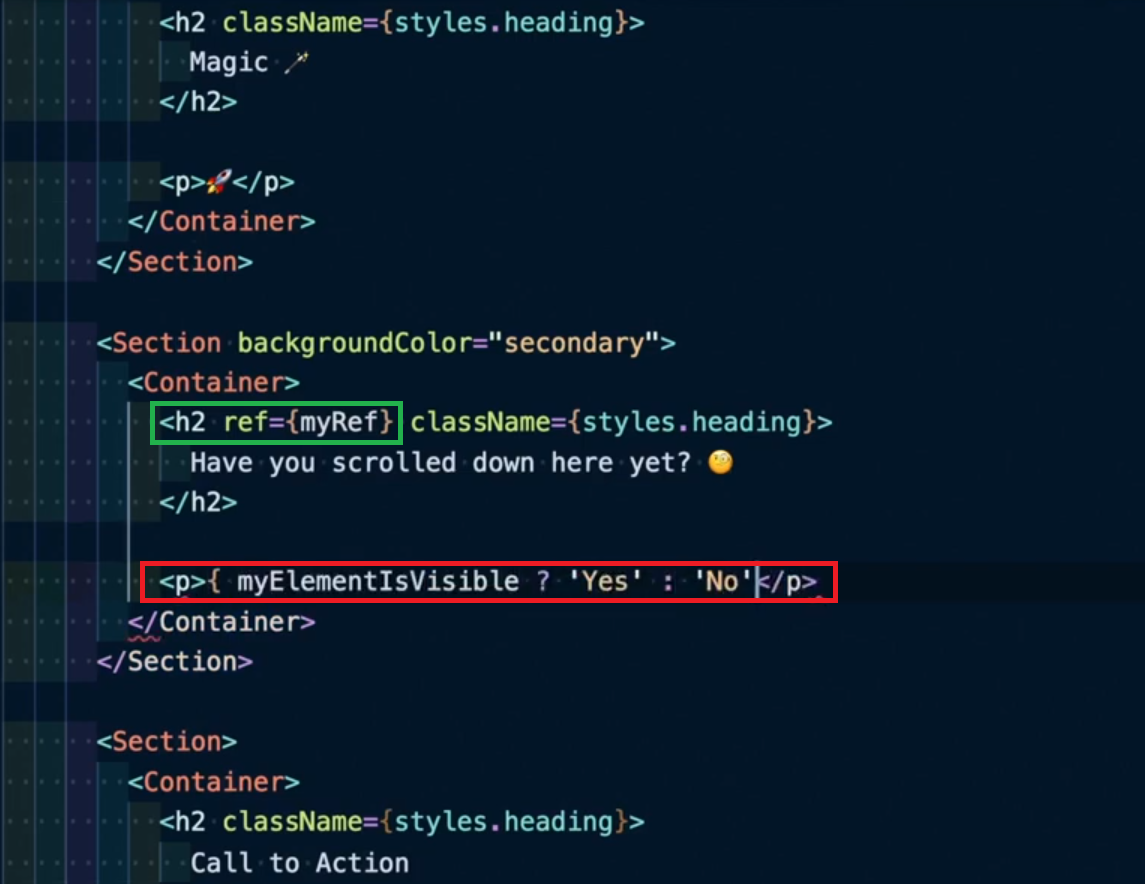 <h2 className={styles.heading}>
Magic 🪄
</h2>
<p>🚀</p>
</Container>
</Section>
<Section backgroundColor="secondary">
<Container>
<h2 ref={myRef} className={styles.heading}>
Have you scrolled down here yet? 🧐
</h2>
<p>{ myElementIsVisible ? 'Yes' : 'No'</p>
</Container>
</Section>
<Section>
<Container>
<h2 className={styles.heading}>
Call to Action